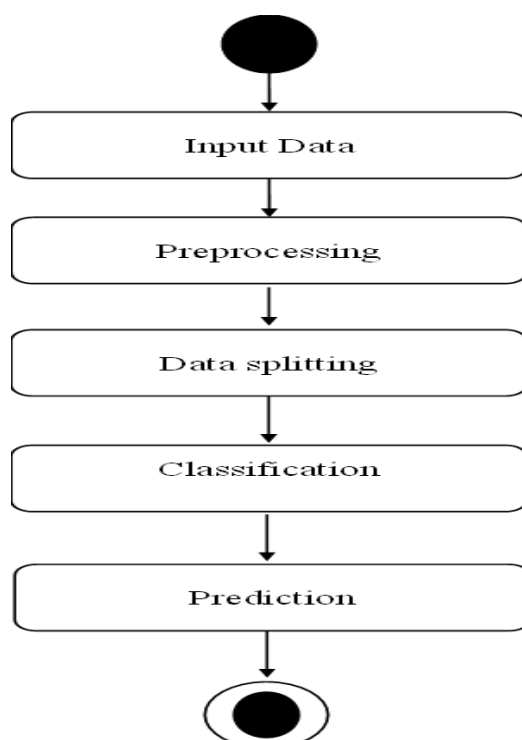 Input Data
Preprocessing
Data splitting
Classification
Prediction